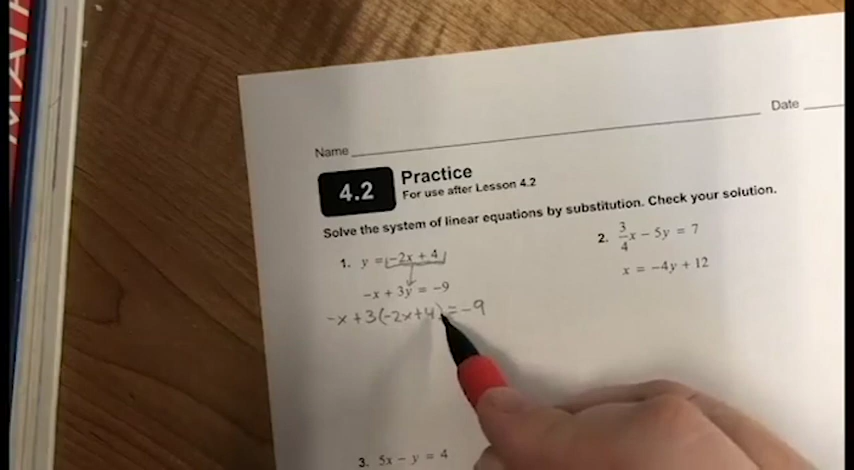 MAT
Name
Date
4.2 Practice
For use after Lesson 4.2
Solve the system of linear equations by substitution. Check your solution.
1. y = -2x + 4
-x + 3y = -9
-x + 3(-2x+4) = -9
2. 3/4 x - 5y = 7
x = -4y + 12
3. 5x - y = 4